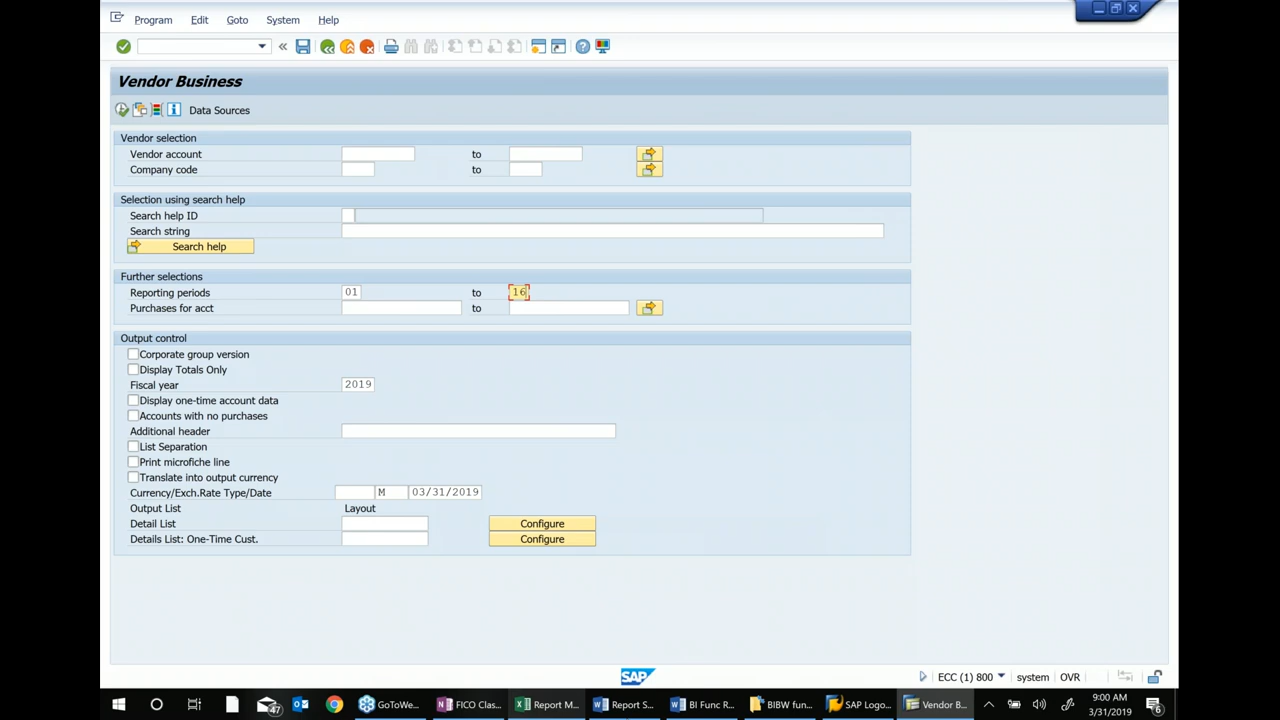 Program Edit Goto System Help
Vendor Business
Data Sources
Vendor selection
Vendor account to
Company code to
Selection using search help
Search help ID
Search string
Search help
Further selections
Reporting periods 01 to 16
Purchases for acct to
Output control
Corporate group version
Display Totals Only
Fiscal year 2019
Display one-time account data
Accounts with no purchases
Additional header
List Separation
Print microfiche line
Translate into output currency
Currency/Exch.Rate Type/Date M 03/31/2019
Output List Layout
Detail List Configure
Details List: One-Time Cust. Configure
SAP ECC (1) 800 system OVR
47 GoToWe... FICO Clas... Report M... Report S... BI Func R... BIBW fun... SAP Logo... Vendor B... 9:00 AM
3/31/2019 6